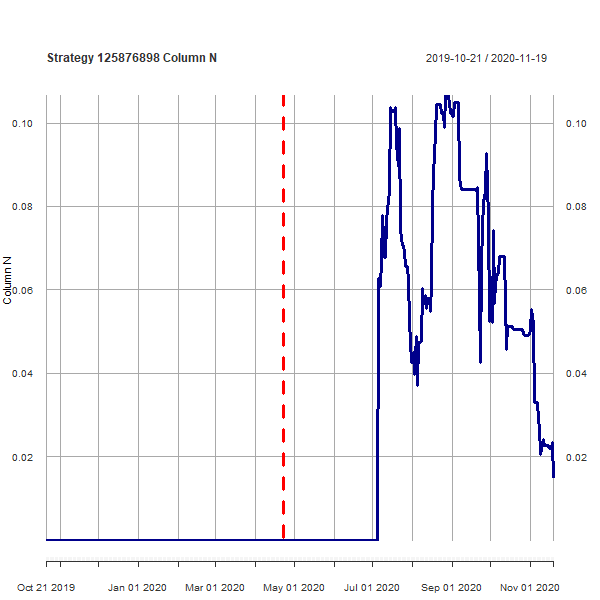 Strategy 125876898 Column N
2019-10-21 / 2020-11-19
0.10 0.10
0.08 0.08
0.06 0.06
0.04 0.04
0.02 0.02
Column N
Oct 21 2019 Jan 01 2020 Mar 01 2020 May 01 2020 Jul 01 2020 Sep 01 2020 Nov 01 2020